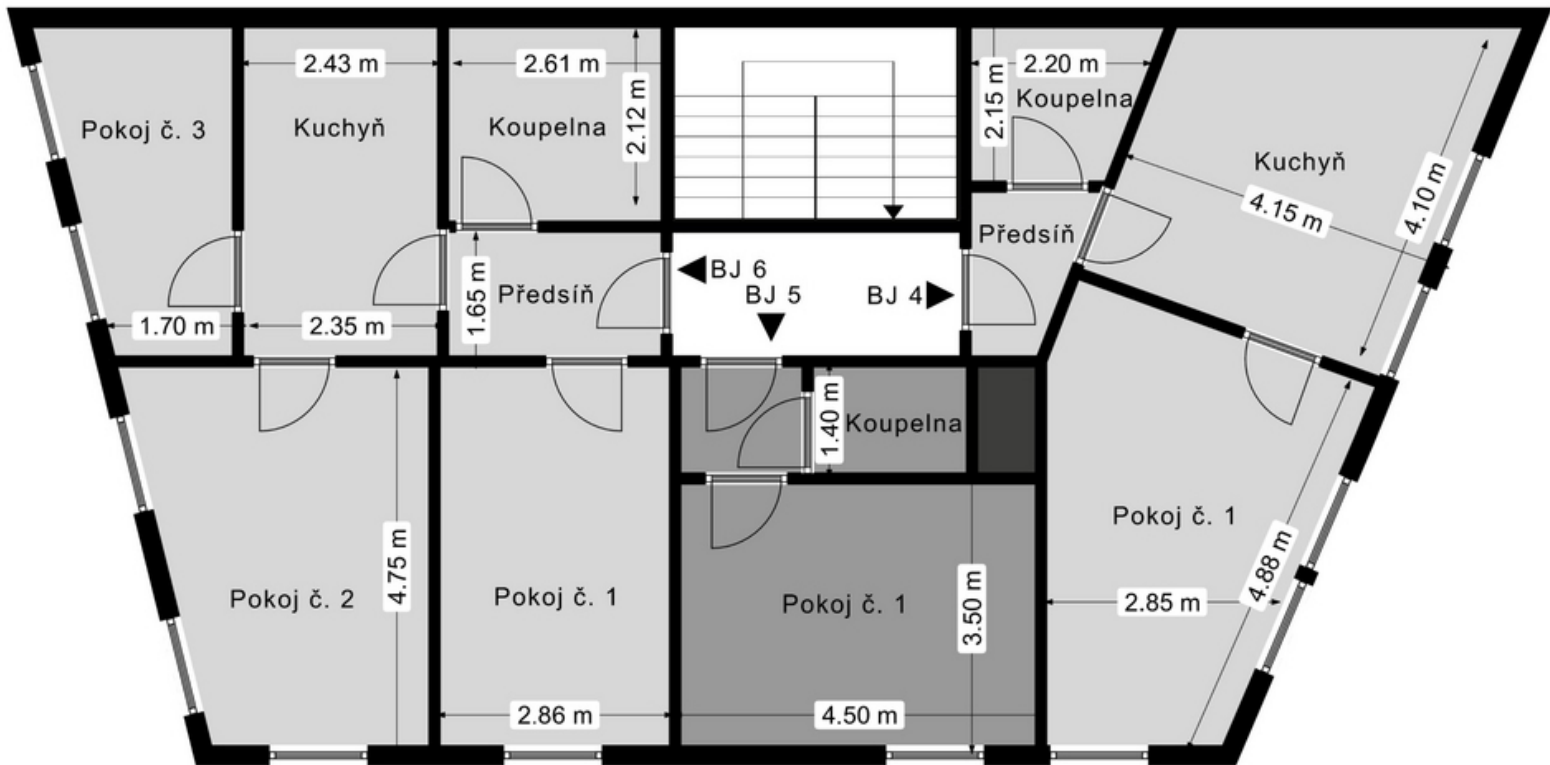 2.43 m
2.61 m
2.12 m
2.15 m
2.20 m
Koupelna
Pokoj č. 3
Kuchyň
Koupelna
Kuchyň
4.10 m
4.15 m
Předsíň
1.65 m
Předsíň
BJ 6
BJ 5
BJ 4
1.70 m
2.35 m
1.40 m
Koupelna
Pokoj č. 1
4.75 m
Pokoj č. 2
Pokoj č. 1
Pokoj č. 1
3.50 m
2.85 m
4.88 m
2.86 m
4.50 m